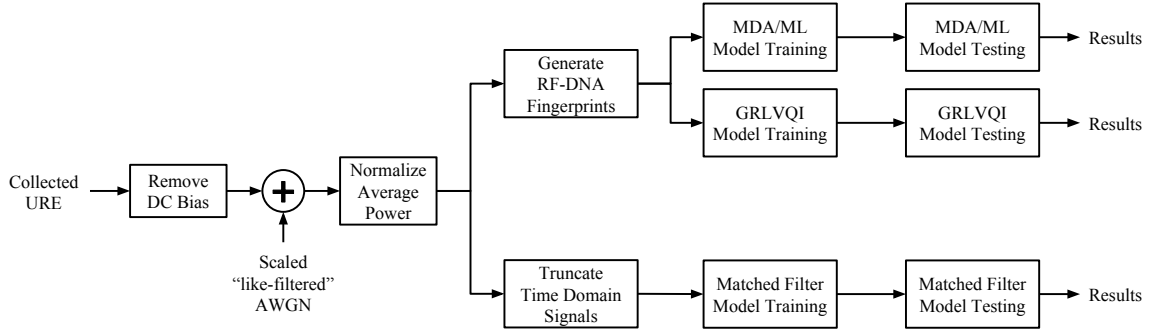 Collected
URE
Remove
DC Bias
+
Scaled
“like-filtered”
AWGN
Normalize
Average
Power
Generate
RF-DNA
Fingerprints
MDA/ML
Model Training
MDA/ML
Model Testing
Results
GRLVQI
Model Training
GRLVQI
Model Testing
Results
Truncate
Time Domain
Signals
Matched Filter
Model Training
Matched Filter
Model Testing
Results